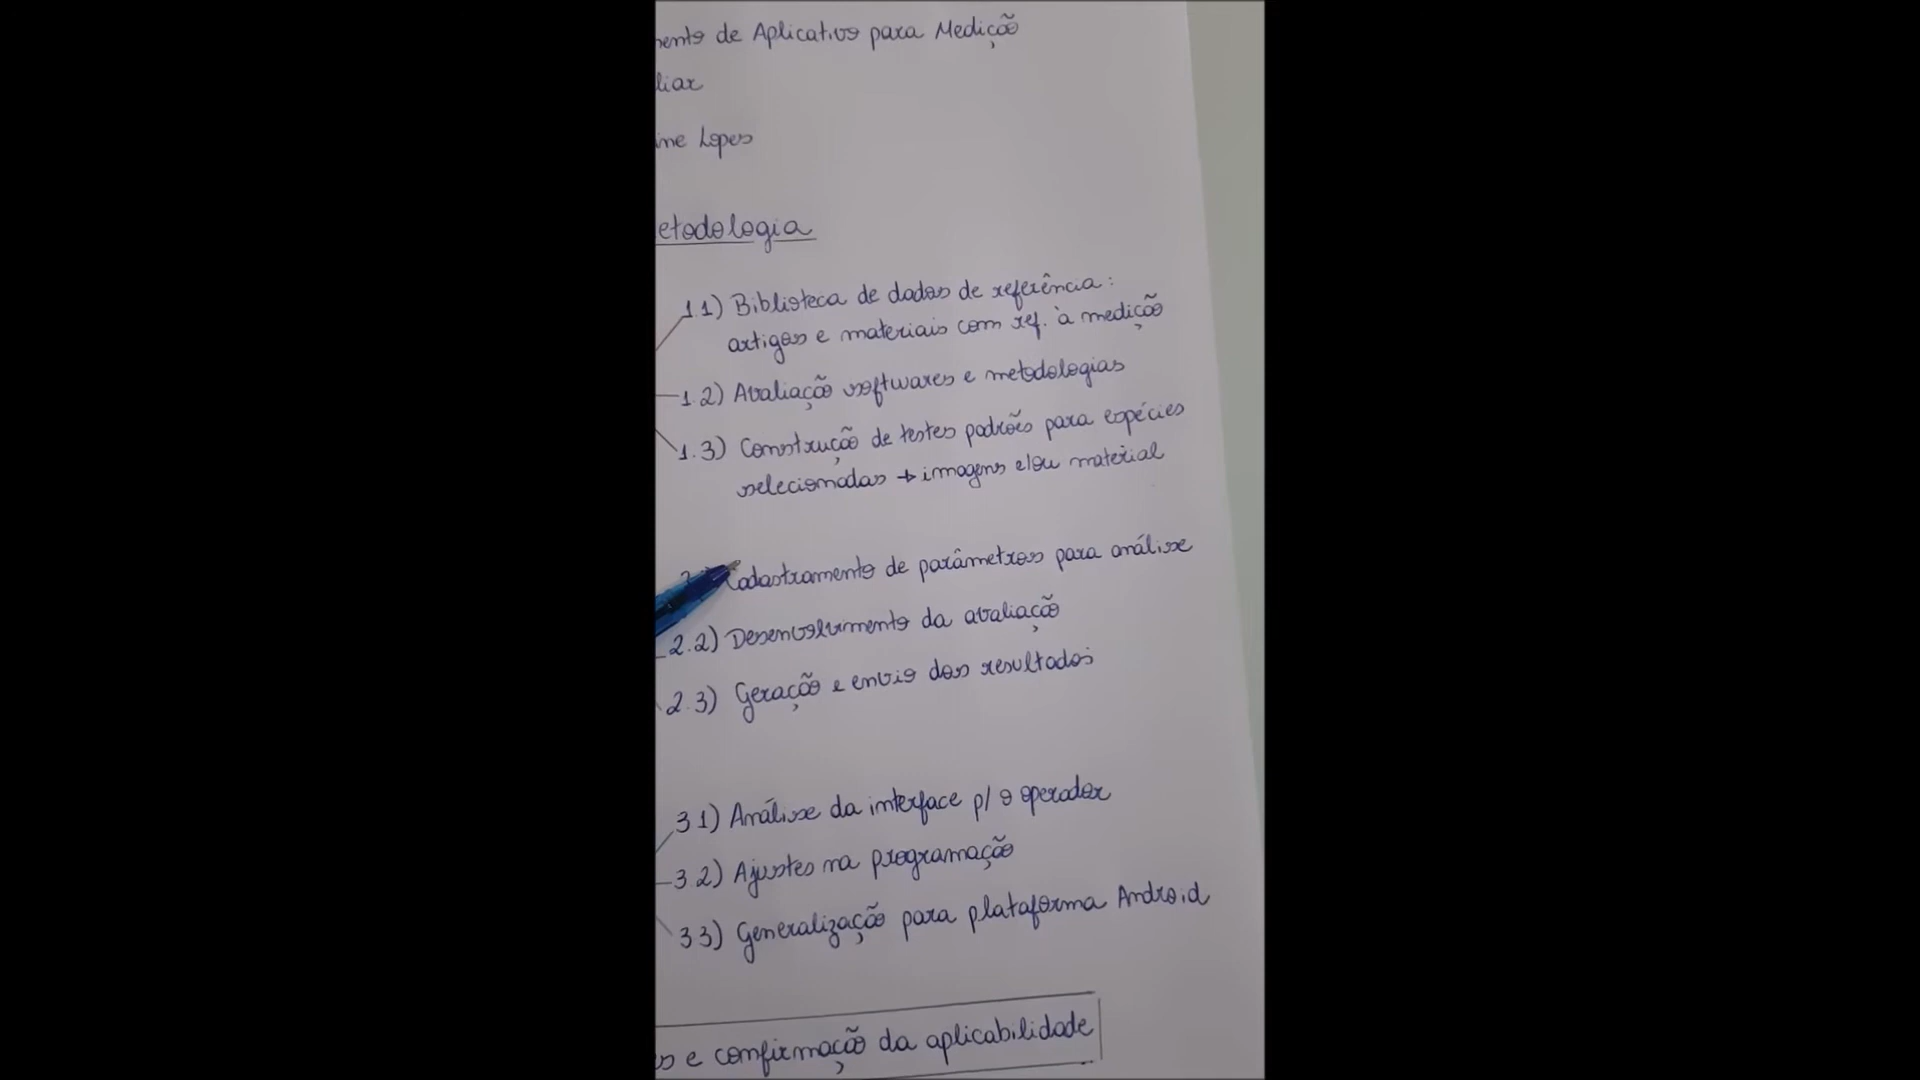 mento de Aplicativo para Medição
liar
ine Lopes
etodologia
1.1) Biblioteca de dados de referência:
artigos e materiais com ref. à medição
1.2) Avaliação softwares e metodologias
1.3) Construção de testes padrões para espécies
selecionadas → imagens e/ou material
2 Cadastramento de parâmetros para análise
2.2) Desenvolvimento da avaliação
2.3) Geração e envio dos resultados
3.1) Análise da interface p/ o operador
3.2) Ajustes na programação
3.3) Generalização para plataforma Android
os e confirmação da aplicabilidade